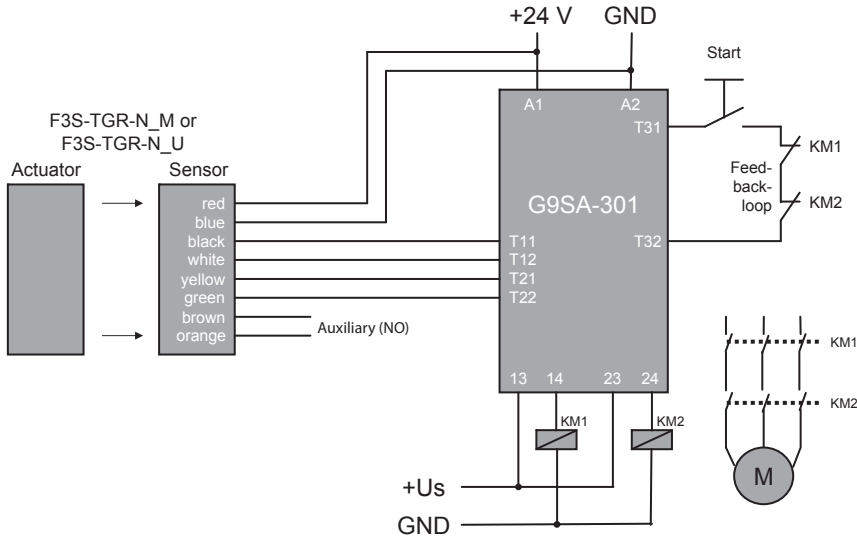 +24 V
GND
Start
A1
A2
T31
F3S-TGR-N_M or
F3S-TGR-N_U
Actuator
Sensor
KM1
Feed-
back-
loop
KM2
red
blue
black
white
yellow
green
brown
orange
G9SA-301
T11
T12
T21
T22
T32
Auxiliary (NO)
13
14
23
24
KM1
KM2
KM1
KM2
M
+Us
GND